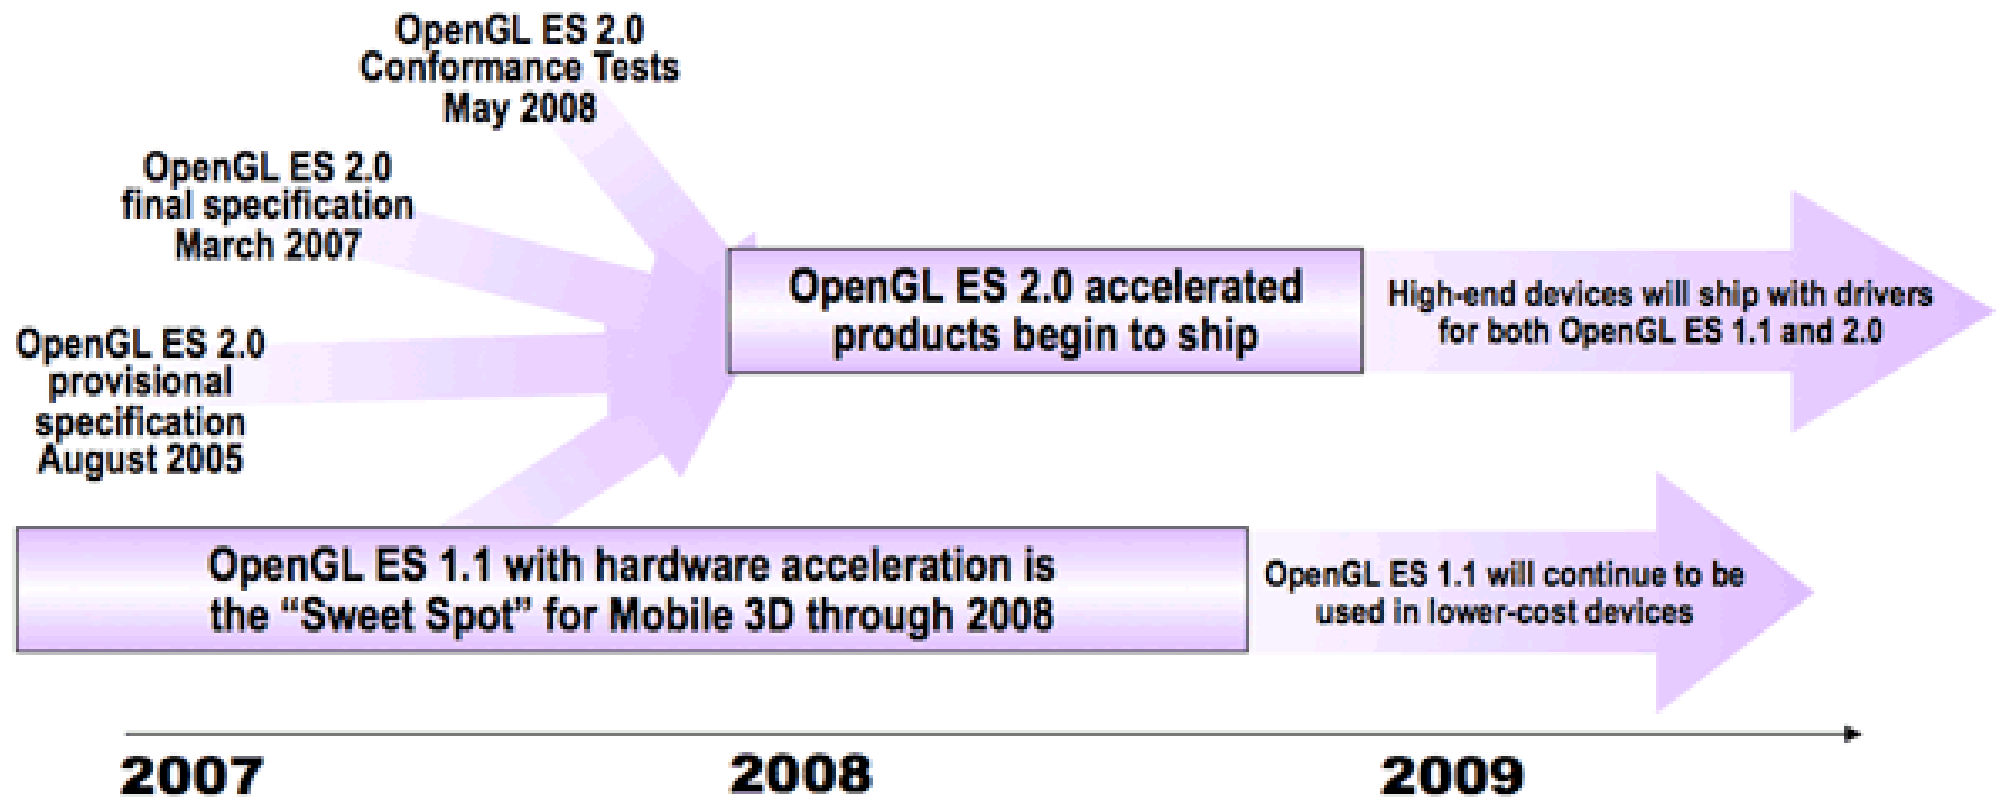 OpenGL ES 2.0
Conformance Tests
May 2008
OpenGL ES 2.0
final specification
March 2007
OpenGL ES 2.0
provisional
specification
August 2005
OpenGL ES 2.0 accelerated
products begin to ship
High-end devices will ship with drivers
for both OpenGL ES 1.1 and 2.0
OpenGL ES 1.1 with hardware acceleration is
the “Sweet Spot” for Mobile 3D through 2008
OpenGL ES 1.1 will continue to be
used in lower-cost devices
2007 2008 2009